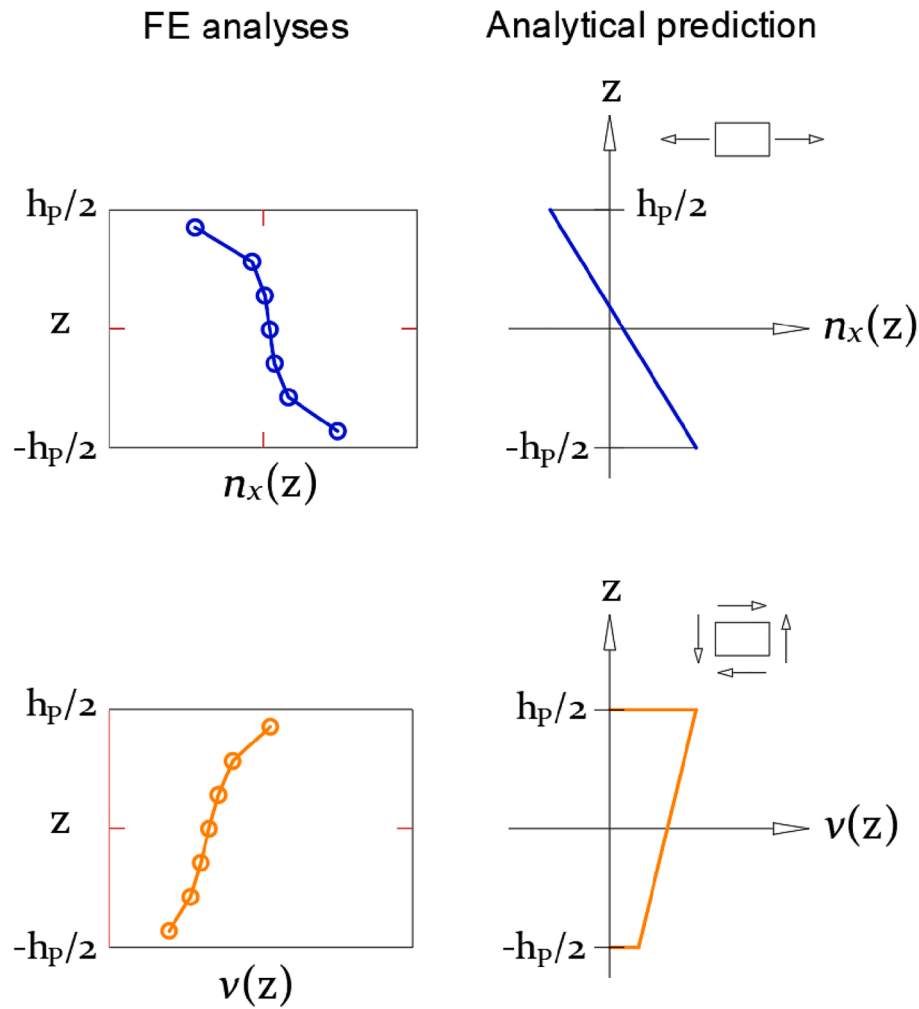 FE analyses
Analytical prediction
z
hP/2
hP/2
z
nx(z)
-hP/2
-hP/2
nx(z)
z
hP/2
hP/2
z
v(z)
-hP/2
-hP/2
v(z)